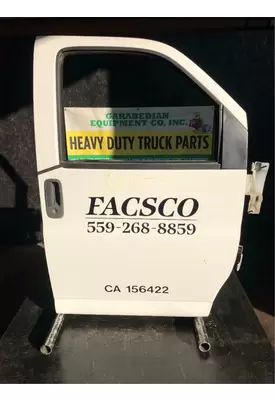 GARABEDIAN
EQUIPMENT CO. INC.
HEAVY DUTY TRUCK PARTS
FACSCO
559-268-8859
CA 156422